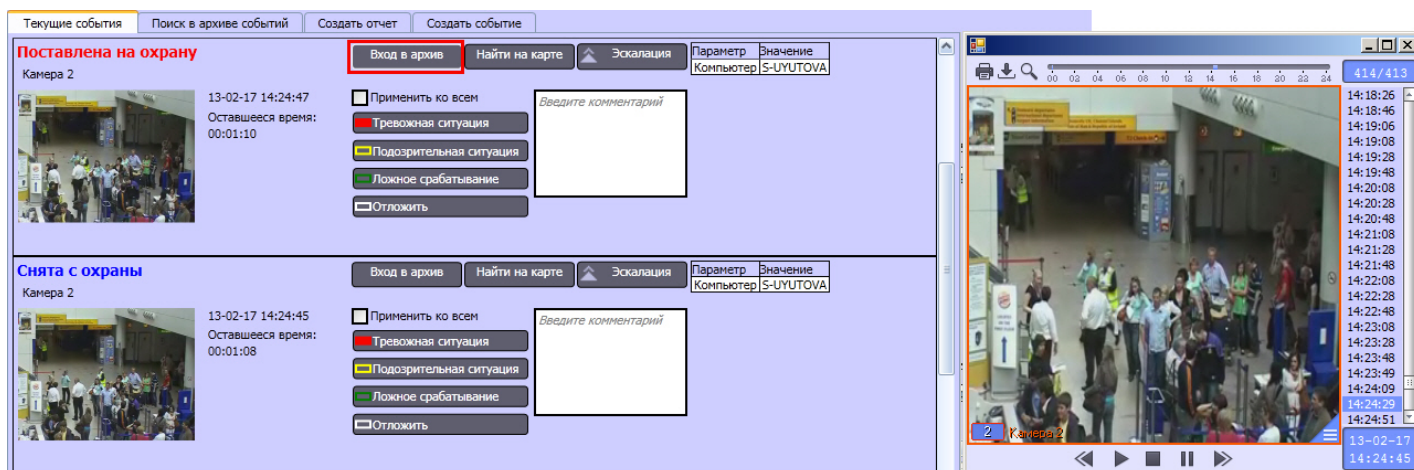 Текущие события
Поиск в архиве событий
Создать отчет
Создать событие
Поставлена на охрану
Камера 2
Вход в архив
Найти на карте
Эскалация
Параметр Значение
Компьютер S-UYUTOVA
13-02-17 14:24:47
Оставшееся время:
00:01:10
Применить ко всем
Тревожная ситуация
Подозрительная ситуация
Ложное срабатывание
Отложить
Введите комментарий
Снята с охраны
Камера 2
Вход в архив
Найти на карте
Эскалация
Параметр Значение
Компьютер S-UYUTOVA
13-02-17 14:24:45
Оставшееся время:
00:01:08
Применить ко всем
Тревожная ситуация
Подозрительная ситуация
Ложное срабатывание
Отложить
Введите комментарий
00 02 04 06 08 10 12 14 16 18 20 22 24
414/413
14:18:26
14:18:46
14:19:06
14:19:08
14:19:28
14:19:48
14:20:08
14:20:28
14:20:48
14:21:08
14:21:28
14:21:48
14:22:08
14:22:28
14:22:48
14:23:08
14:23:28
14:23:48
14:23:49
14:24:09
14:24:29
14:24:51
2 Камера 2
13-02-17
14:24:45